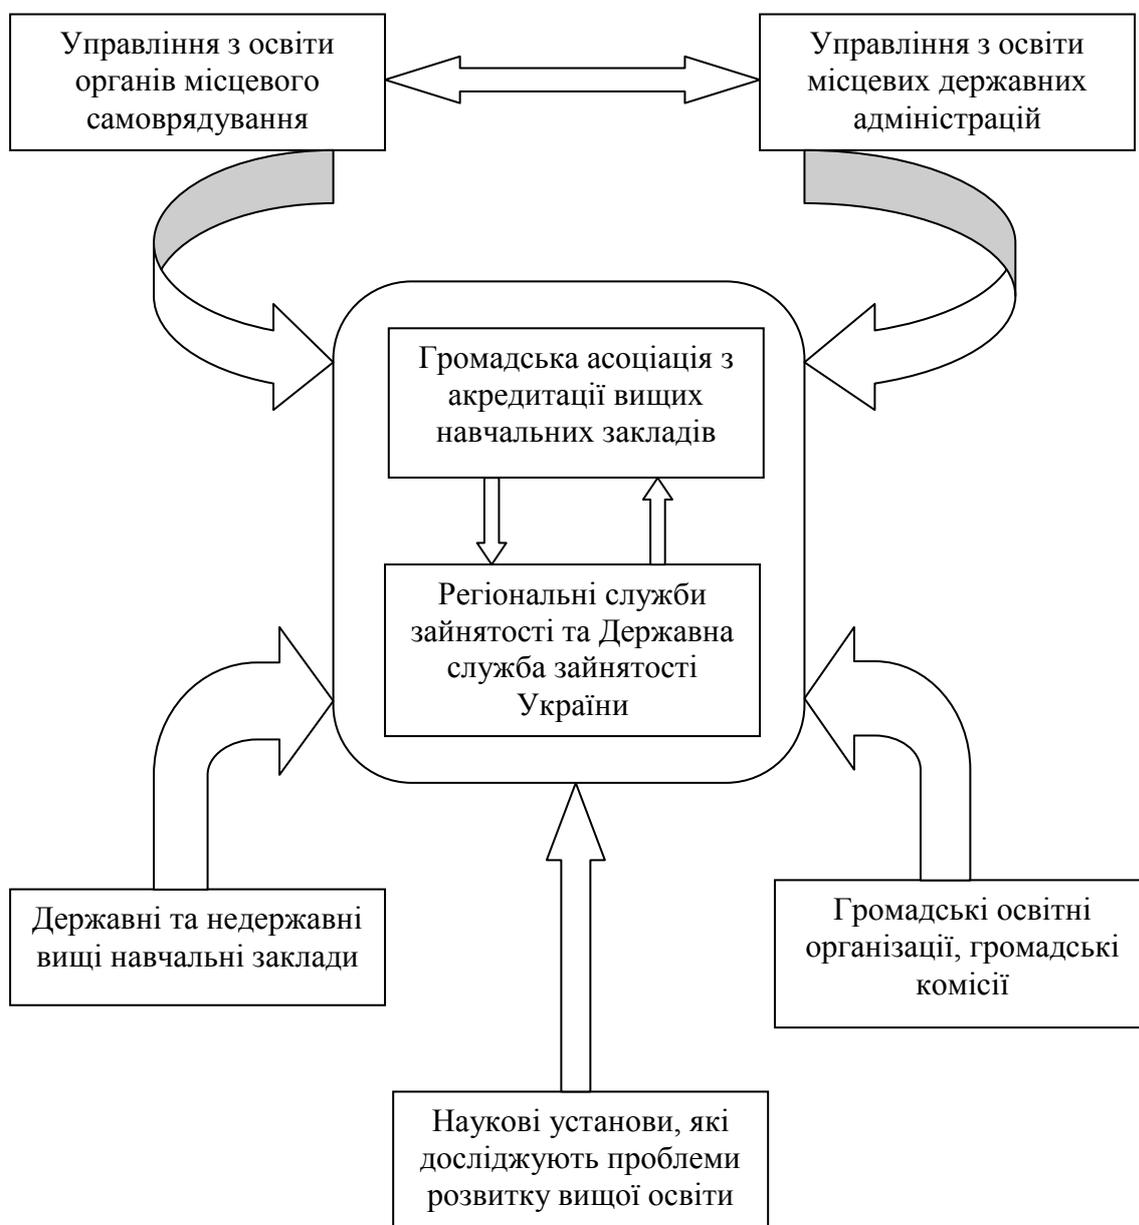 Управління з освіти
органів місцевого
самоврядування
Управління з освіти
місцевих державних
адміністрацій
Громадська асоціація з
акредитації вищих
навчальних закладів
Регіональні служби
зайнятості та Державна
служба зайнятості
України
Державні та недержавні
вищі навчальні заклади
Громадські освітні
організації, громадські
комісії
Наукові установи, які
досліджують проблеми
розвитку вищої освіти